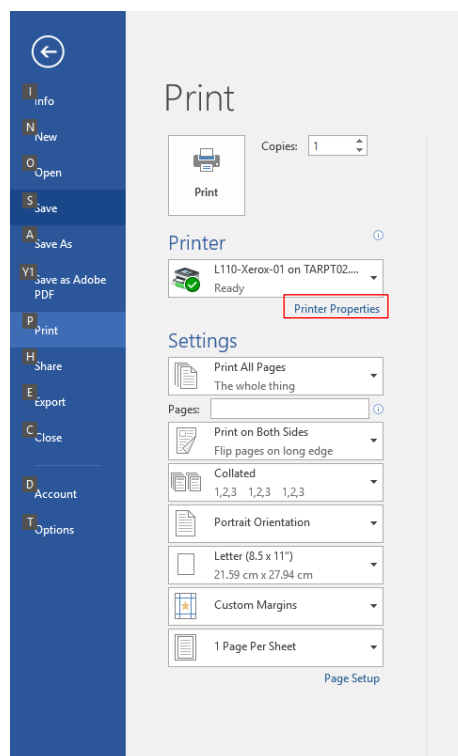 I
Info
N
New
O
Open
S
Save
A
Save As
Y1
Save as Adobe
PDF
P
Print
H
Share
E
Export
C
Close
D
Account
T
Options
Print
Copies: 1
Print
Printer
L110-Xerox-01 on TARPT02....
Ready
Printer Properties
Settings
Print All Pages
The whole thing
Pages:
Print on Both Sides
Flip pages on long edge
Collated
1,2,3 1,2,3 1,2,3
Portrait Orientation
Letter (8.5 x 11")
21.59 cm x 27.94 cm
Custom Margins
1 Page Per Sheet
Page Setup